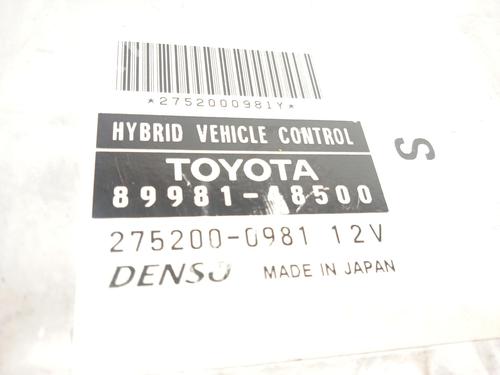 *2752000981Y*
HYBRID VEHICLE CONTROL
TOYOTA
89981-48500
275200-0981 12V
DENSO MADE IN JAPAN
S